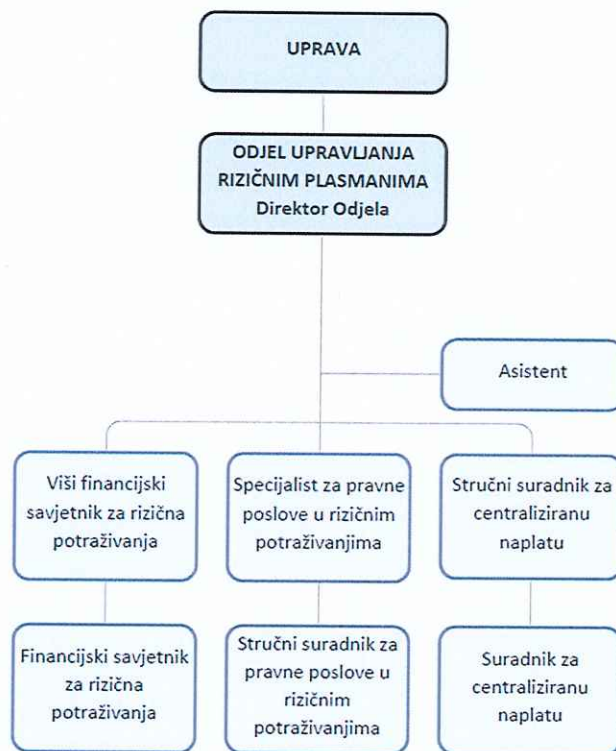 UPRAVA
ODJEL UPRAVLJANJA
RIZIČNIM PLASMANIMA
Direktor Odjela
Asistent
Viši financijski
savjetnik za rizična
potraživanja
Specijalist za pravne
poslove u rizičnim
potraživanjima
Stručni suradnik za
centraliziranu
naplatu
Financijski savjetnik
za rizična
potraživanja
Stručni suradnik za
pravne poslove u
rizičnim
potraživanjima
Suradnik za
centraliziranu
naplatu